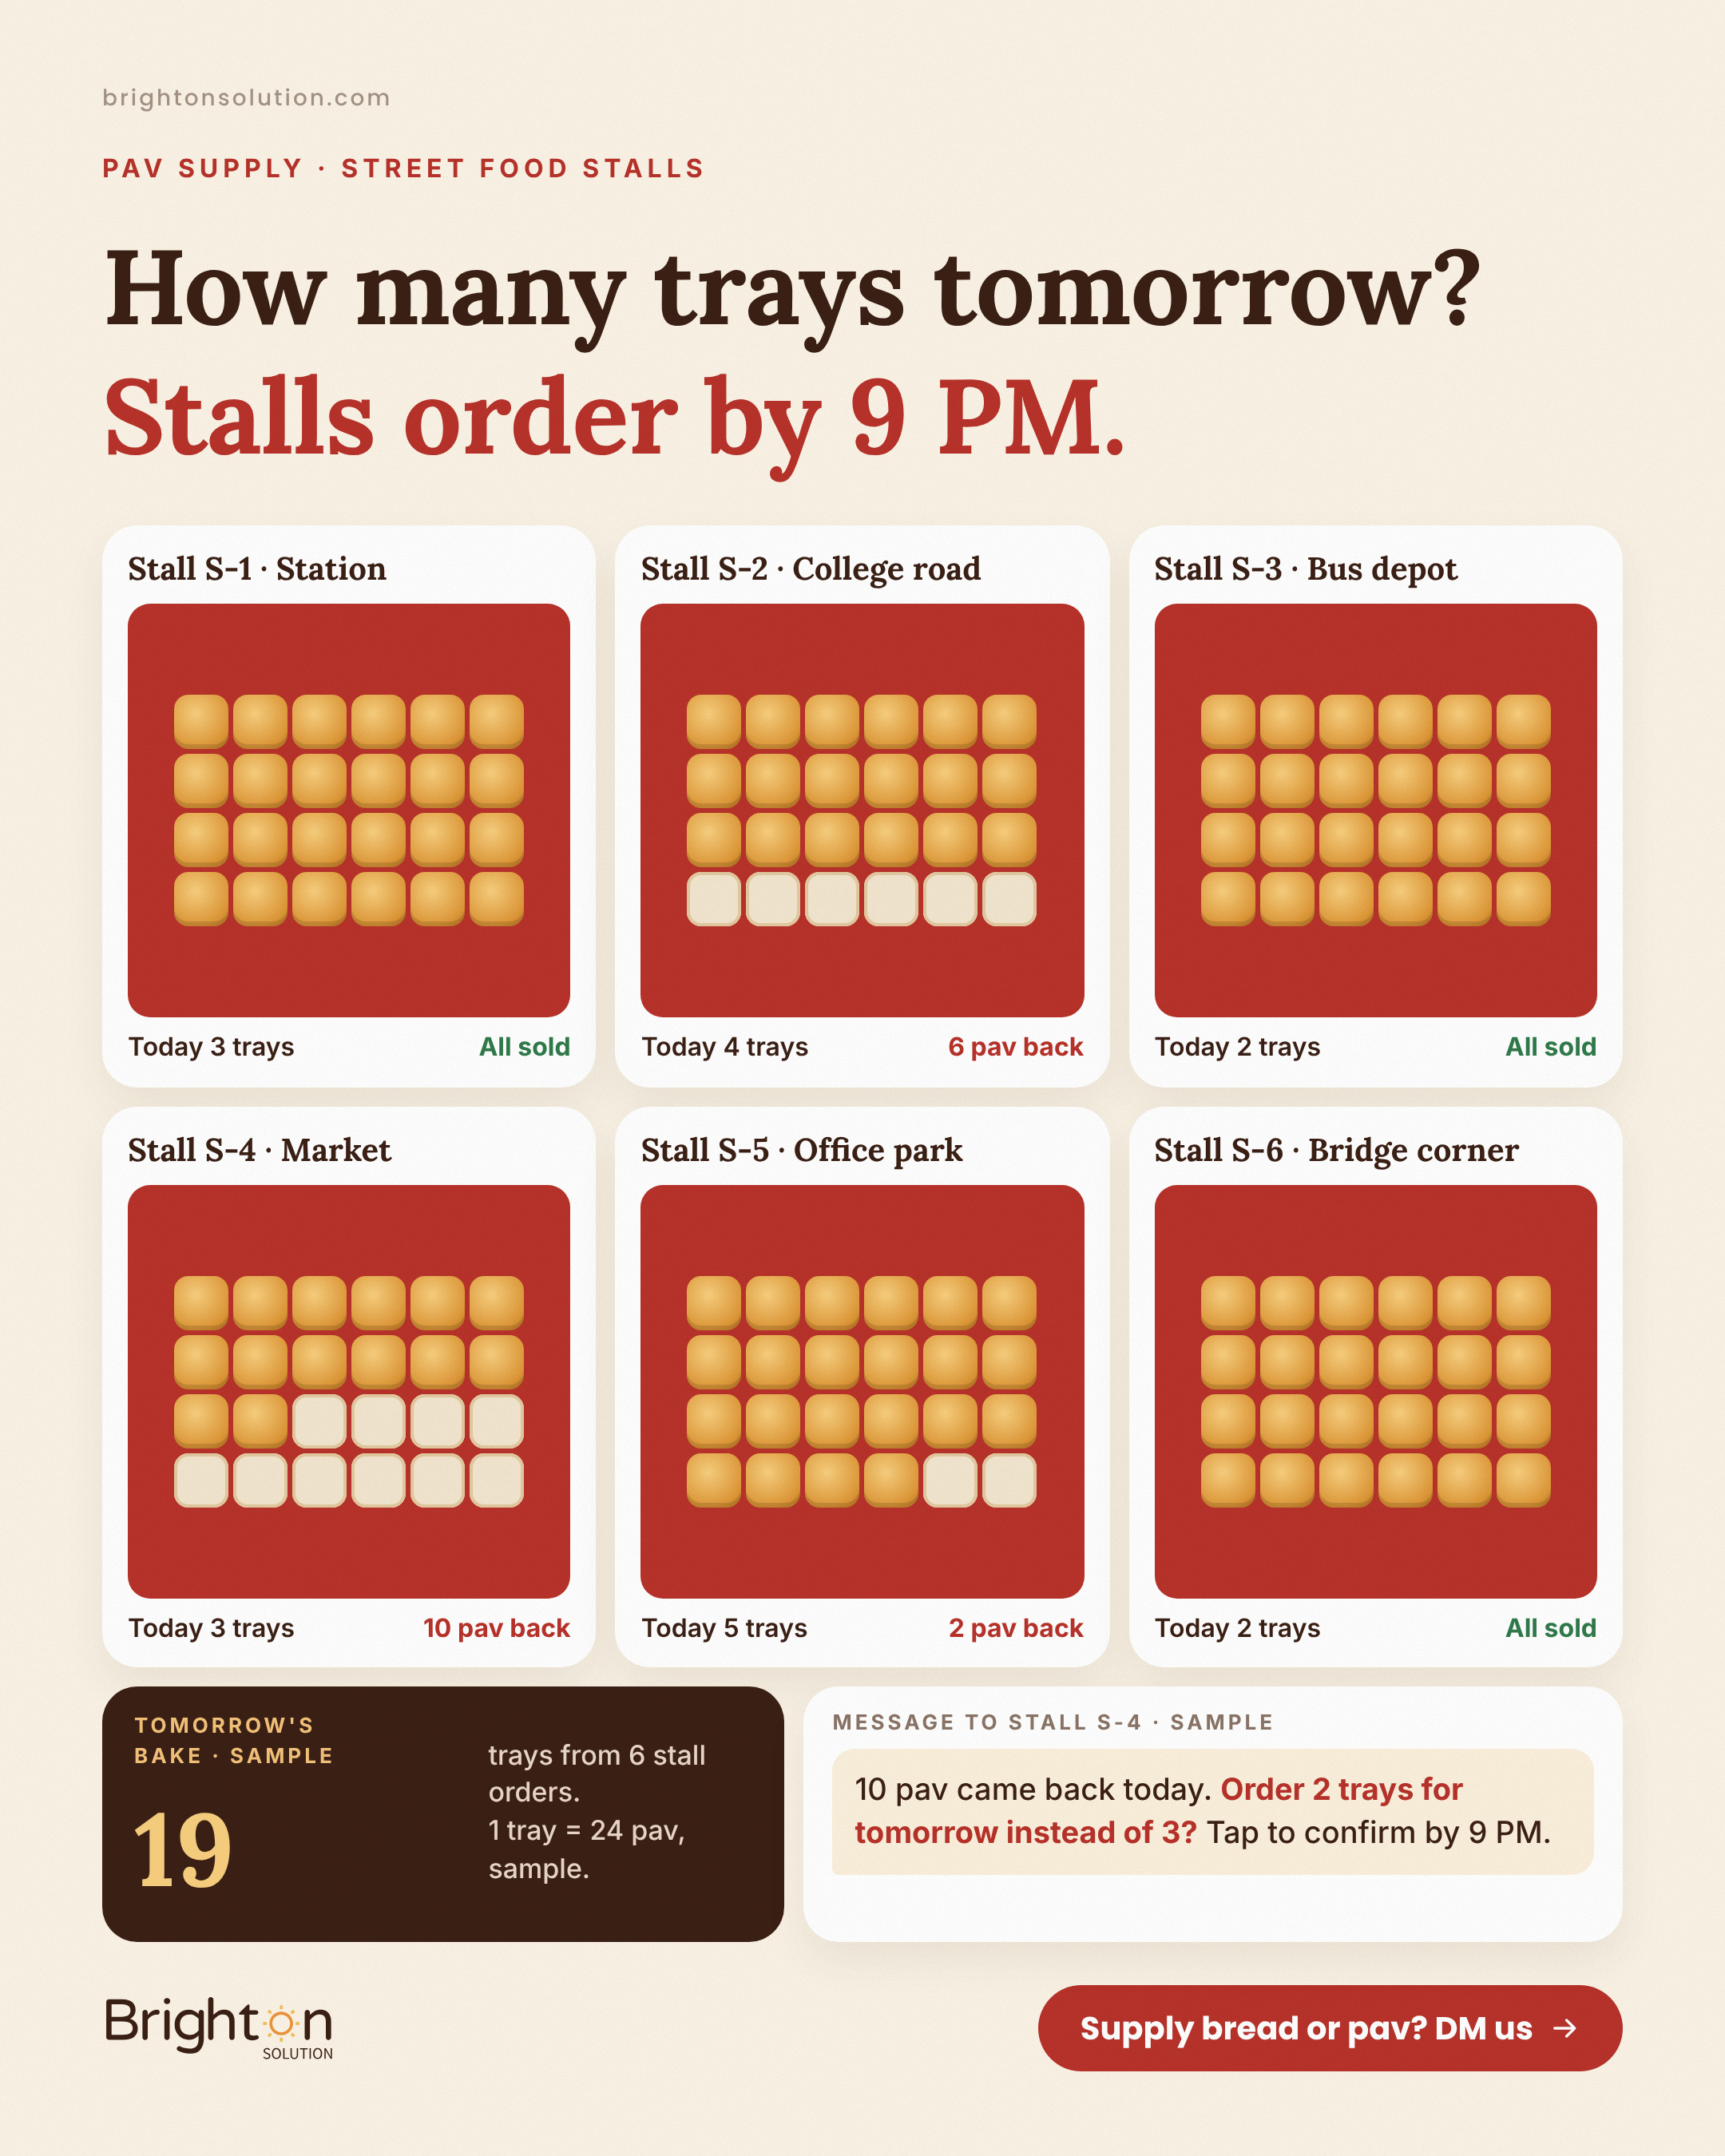 brightonsolution.com
PAV SUPPLY · STREET FOOD STALLS
How many trays tomorrow?
Stalls order by 9 PM.
Stall S-1 · Station
Today 3 trays All sold
Stall S-2 · College road
Today 4 trays 6 pav back
Stall S-3 · Bus depot
Today 2 trays All sold
Stall S-4 · Market
Today 3 trays 10 pav back
Stall S-5 · Office park
Today 5 trays 2 pav back
Stall S-6 · Bridge corner
Today 2 trays All sold
TOMORROW'S
BAKE · SAMPLE
19
trays from 6 stall
orders.
1 tray = 24 pav,
sample.
MESSAGE TO STALL S-4 · SAMPLE
10 pav came back today. Order 2 trays for
tomorrow instead of 3? Tap to confirm by 9 PM.
Brighton
SOLUTION
Supply bread or pav? DM us →